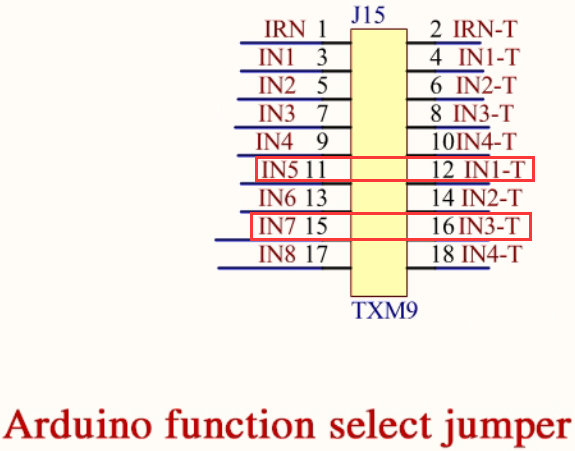 J15
IRN 1 2 IRN-T
IN1 3 4 IN1-T
IN2 5 6 IN2-T
IN3 7 8 IN3-T
IN4 9 10 IN4-T
IN5 11 12 IN1-T
IN6 13 14 IN2-T
IN7 15 16 IN3-T
IN8 17 18 IN4-T
TXM9
Arduino function select jumper